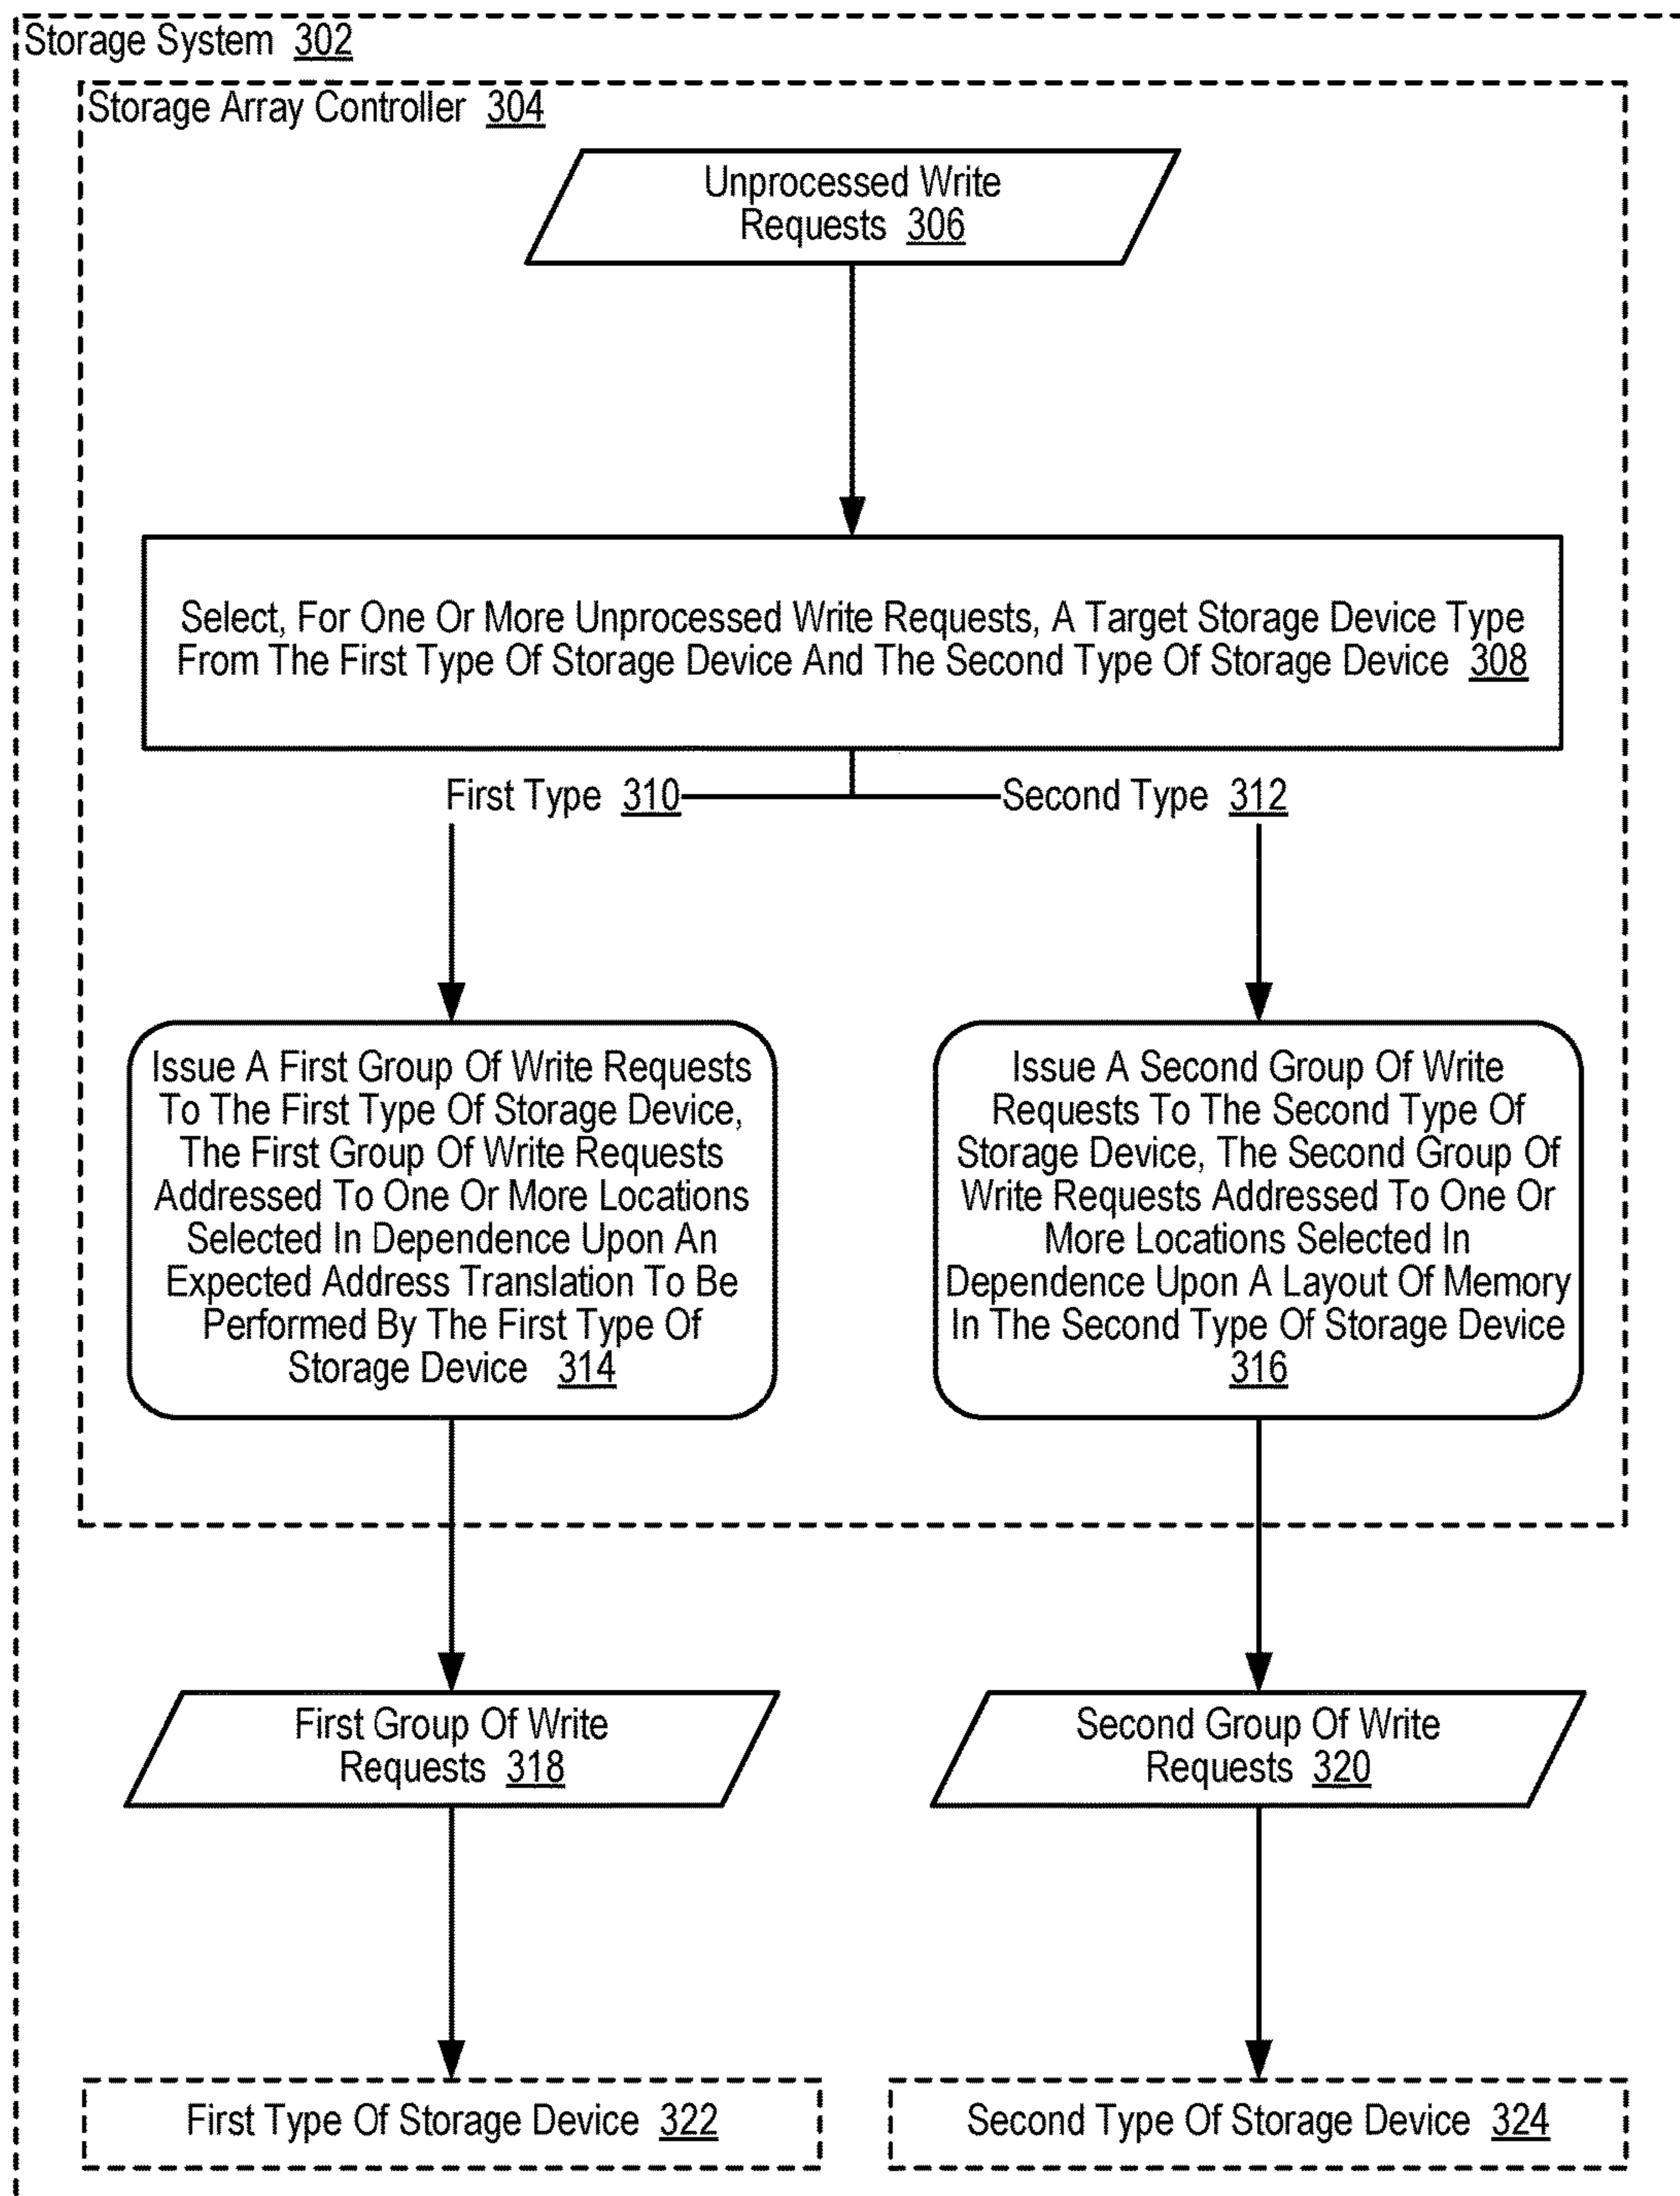 Storage System 302
Storage Array Controller 304
Unprocessed Write
Requests 306
Select, For One Or More Unprocessed Write Requests, A Target Storage Device Type
From The First Type Of Storage Device And The Second Type Of Storage Device 308
First Type 310
Second Type 312
Issue A First Group Of Write Requests
To The First Type Of Storage Device,
The First Group Of Write Requests
Addressed To One Or More Locations
Selected In Dependence Upon An
Expected Address Translation To Be
Performed By The First Type Of
Storage Device 314
Issue A Second Group Of Write
Requests To The Second Type Of
Storage Device, The Second Group Of
Write Requests Addressed To One Or
More Locations Selected In
Dependence Upon A Layout Of Memory
In The Second Type Of Storage Device
316
First Group Of Write
Requests 318
Second Group Of Write
Requests 320
First Type Of Storage Device 322
Second Type Of Storage Device 324